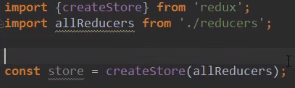 import {createStore} from 'redux';
import allReducers from './reducers';
const store = createStore(allReducers);